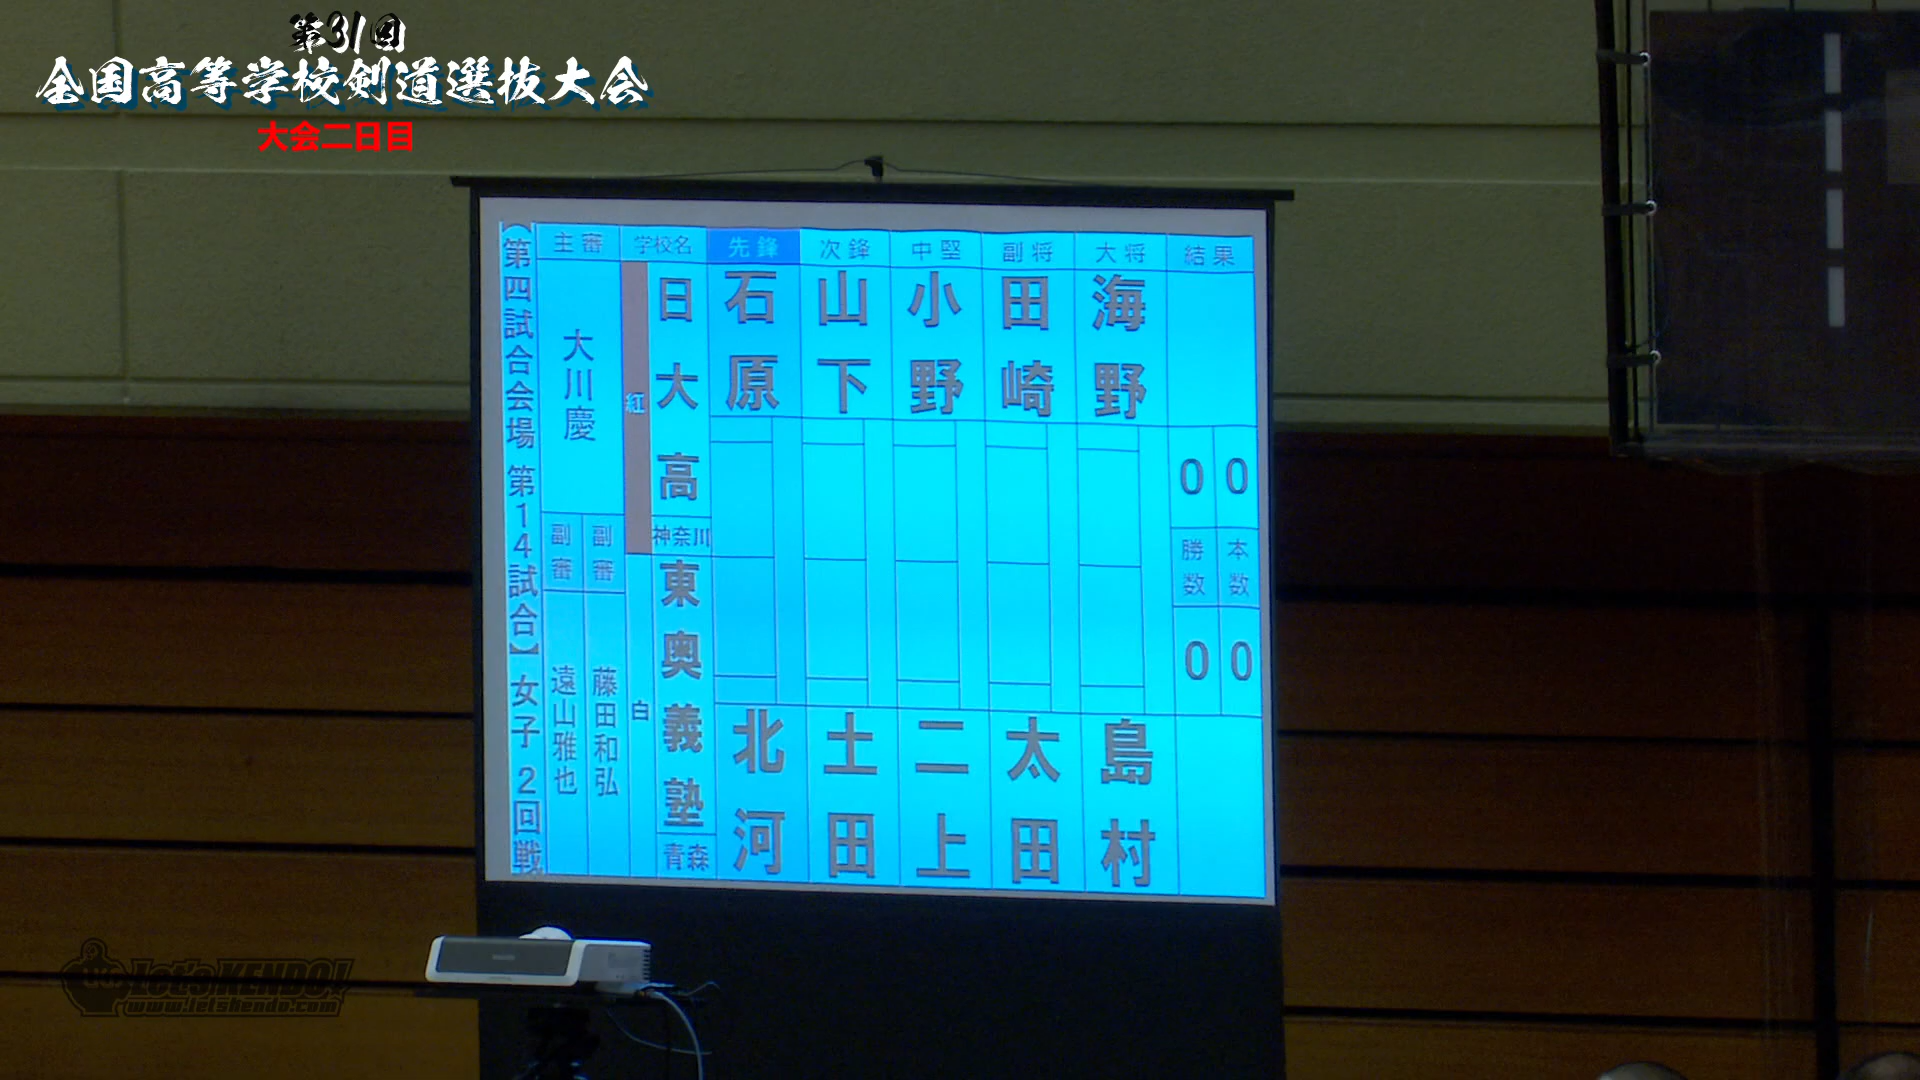 第31回
全国高等学校剣道選抜大会
大会二日目
【第四試合会場 第14試合】 女子 2回戦
主審 学校名 先鋒 次鋒 中堅 副将 大将 結果
大川慶
副審 副審
遠山雅也 藤田和弘
紅 日大高 神奈川 石原 山下 小野 田崎 海野
0 0
勝数 本数
0 0
白 東奥義塾 青森 北河 土田 二上 太田 島村
Let's KENDO!
www.letskendo.com